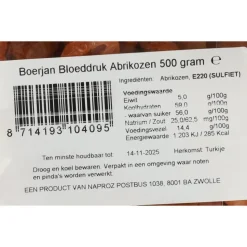 Boerjan Bloeddruk Abrikozen 500 gram ℮
Ingrediënten: Abrikozen, E220 (SULFIET)
Voedingswaarde
Eiwit 5,0 g/100g
Koolhydraten 59,0 g/100g
- waarvan suiker 56,0 g/100g
Natrium / Zout 25,0/62,5 mg/100g
Voedingsvezel 14,4 g/100g
Energiewaarde 1 203 KJ / 285 Kcal
8 714193 104095
Ten minste houdbaar tot 14-11-2025 Herkomst Turkije
Droog en koel bewaren. Verpakt in een omgeving waar noten
en pinda's aanwezig zijn.
EEN PRODUCT VAN NAPROZ POSTBUS 1038, 8001 BA ZWOLLE